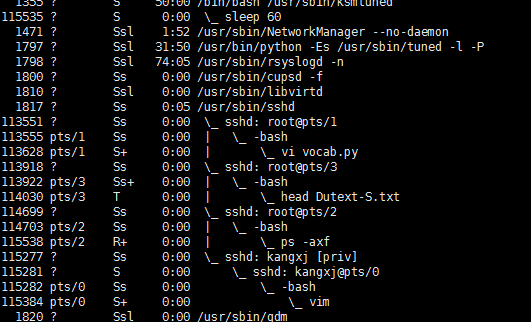 1355 ?        S     50:00 /bin/bash /usr/sbin/ksmtuned
115535 ?        S      0:00  \_ sleep 60
1471 ?        Ssl    1:52 /usr/sbin/NetworkManager --no-daemon
1797 ?        Ssl   31:50 /usr/bin/python -Es /usr/sbin/tuned -l -P
1798 ?        Ssl   74:05 /usr/sbin/rsyslogd -n
1800 ?        Ss     0:00 /usr/sbin/cupsd -f
1810 ?        Ssl    0:00 /usr/sbin/libvirtd
1817 ?        Ss     0:05 /usr/sbin/sshd
113551 ?        Ss     0:00  \_ sshd: root@pts/1
113555 pts/1    Ss     0:00  |   \_ -bash
113628 pts/1    S+     0:00  |       \_ vi vocab.py
113918 ?        Ss     0:00  \_ sshd: root@pts/3
113922 pts/3    Ss+    0:00  |   \_ -bash
114030 pts/3    T      0:00  |       \_ head Dutext-S.txt
114699 ?        Ss     0:00  \_ sshd: root@pts/2
114703 pts/2    Ss     0:00  |   \_ -bash
115538 pts/2    R+     0:00  |       \_ ps -axf
115277 ?        Ss     0:00  \_ sshd: kangxj [priv]
115281 ?        S      0:00      \_ sshd: kangxj@pts/0
115282 pts/0    Ss     0:00          \_ -bash
115384 pts/0    S+     0:00              \_ vim
1820 ?        Ssl    0:00 /usr/sbin/gdm